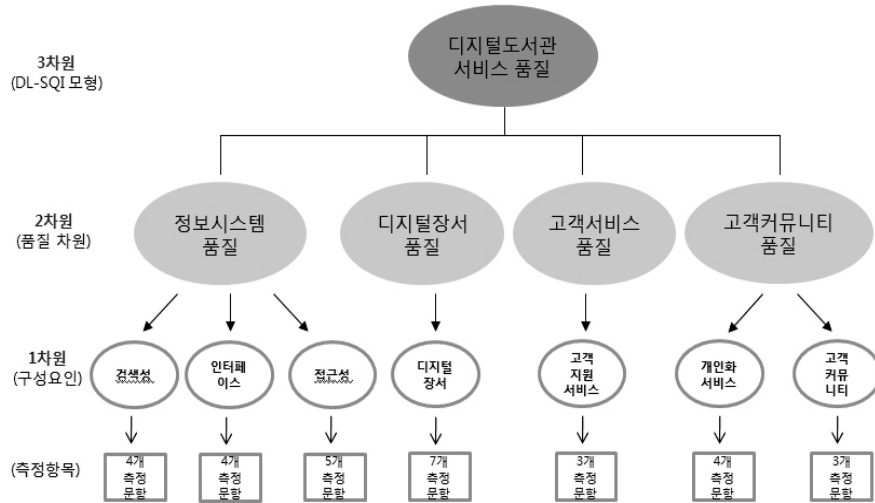 디지털도서관
서비스 품질
3차원
(DL-SQI 모형)
2차원
(품질 차원)
정보시스템
품질
디지털장서
품질
고객서비스
품질
고객커뮤니티
품질
1차원
(구성요인)
검색성
인터페
이스
접근성
디지털
장서
고객
지원
서비스
개인화
서비스
고객
커뮤
니티
(측정항목)
4개
측정
문항
4개
측정
문항
5개
측정
문항
7개
측정
문항
3개
측정
문항
4개
측정
문항
3개
측정
문항